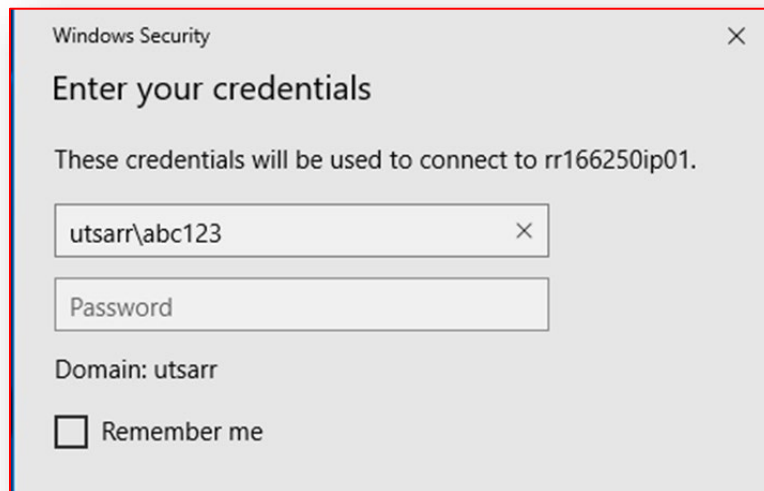 Windows Security
Enter your credentials
These credentials will be used to connect to rr166250ip01.
utsarr\abc123
Password
Domain: utsarr
Remember me